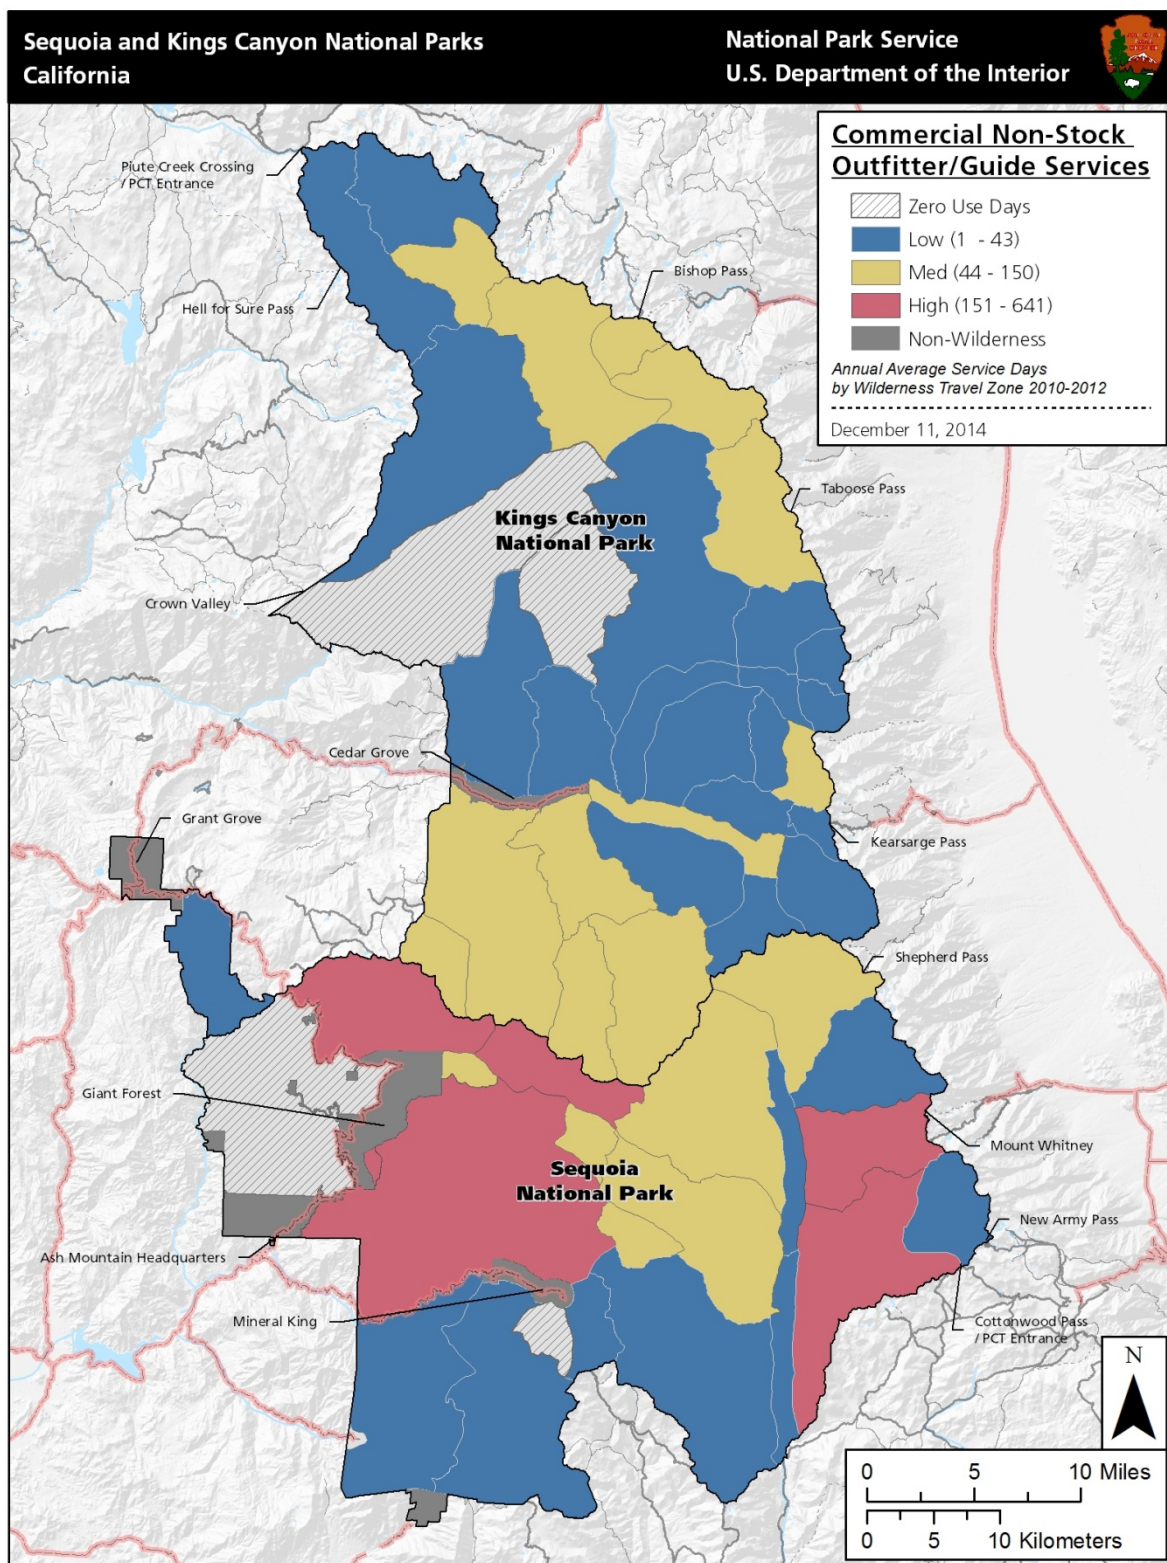 Sequoia and Kings Canyon National Parks
California
National Park Service
U.S. Department of the Interior
Commercial Non-Stock
Outfitter/Guide Services
Zero Use Days
Low (1 - 43)
Med (44 - 150)
High (151 - 641)
Non-Wilderness
Annual Average Service Days
by Wilderness Travel Zone 2010-2012
December 11, 2014
Piute Creek Crossing
/ PCT Entrance
Bishop Pass
Hell for Sure Pass
Taboose Pass
Kings Canyon
National Park
Crown Valley
Cedar Grove
Grant Grove
Kearsarge Pass
Shepherd Pass
Giant Forest
Mount Whitney
Sequoia
National Park
New Army Pass
Ash Mountain Headquarters
Mineral King
Cottonwood Pass
/ PCT Entrance
N
0 5 10 Miles
0 5 10 Kilometers